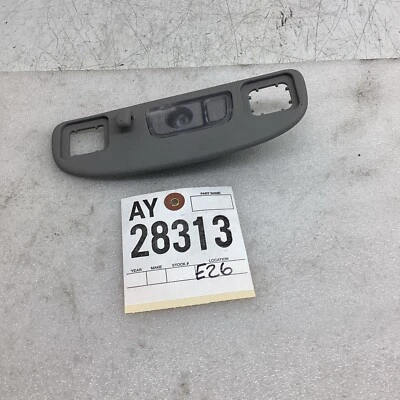 AY
PART NAME
28313
YEAR MAKE STOCK # LOCATION
E26